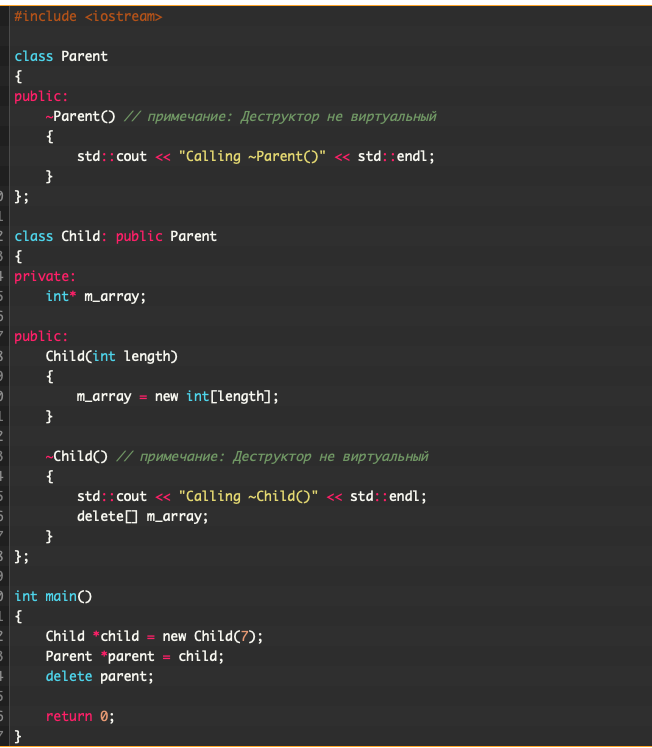 #include <iostream>
class Parent
{
public:
    ~Parent() // примечание: Деструктор не виртуальный
    {
        std::cout << "Calling ~Parent()" << std::endl;
    }
};
class Child: public Parent
{
private:
    int* m_array;
public:
    Child(int length)
    {
        m_array = new int[length];
    }
    ~Child() // примечание: Деструктор не виртуальный
    {
        std::cout << "Calling ~Child()" << std::endl;
        delete[] m_array;
    }
};
int main()
{
    Child *child = new Child(7);
    Parent *parent = child;
    delete parent;
    return 0;
}